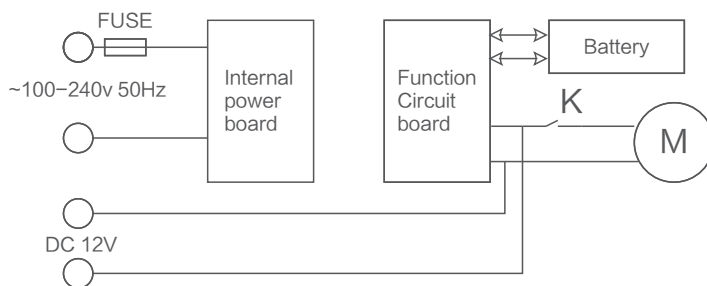 FUSE
~100−240v 50Hz
Internal
power
board
Function
Circuit
board
Battery
K
M
DC 12V